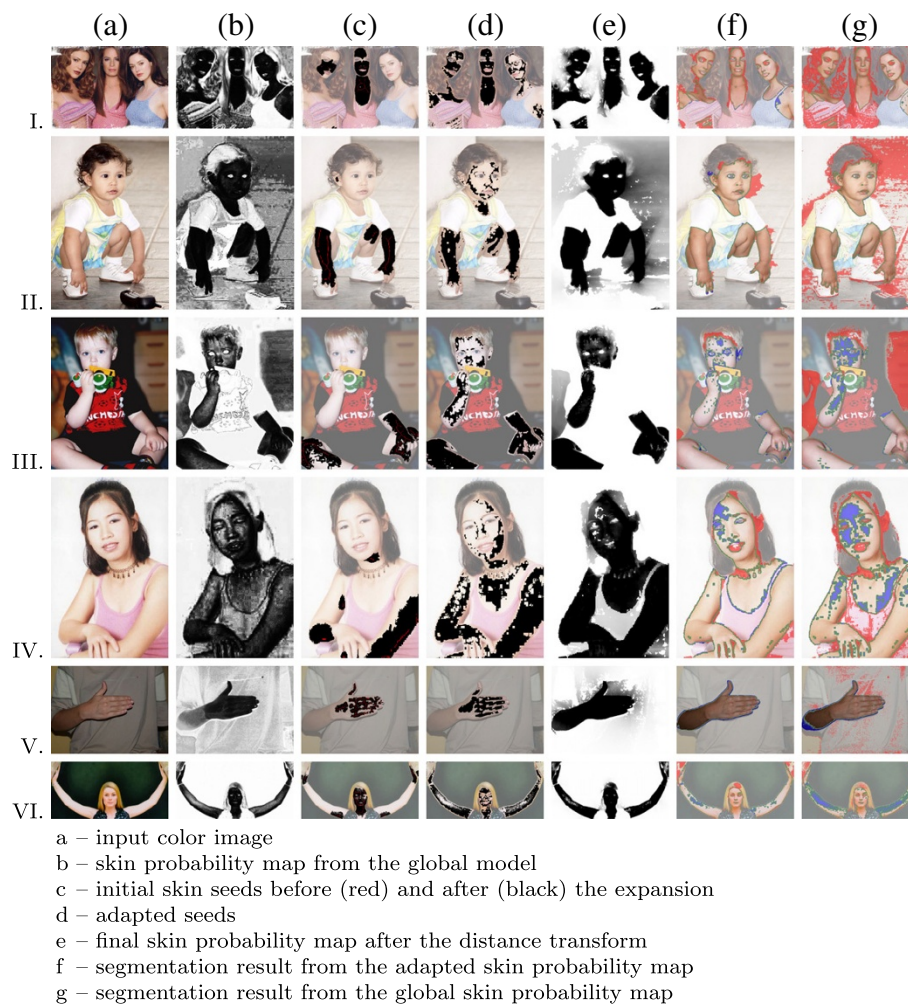 (a) (b) (c) (d) (e) (f) (g)
I.
II.
III.
IV.
V.
VI.
a – input color image
b – skin probability map from the global model
c – initial skin seeds before (red) and after (black) the expansion
d – adapted seeds
e – final skin probability map after the distance transform
f – segmentation result from the adapted skin probability map
g – segmentation result from the global skin probability map